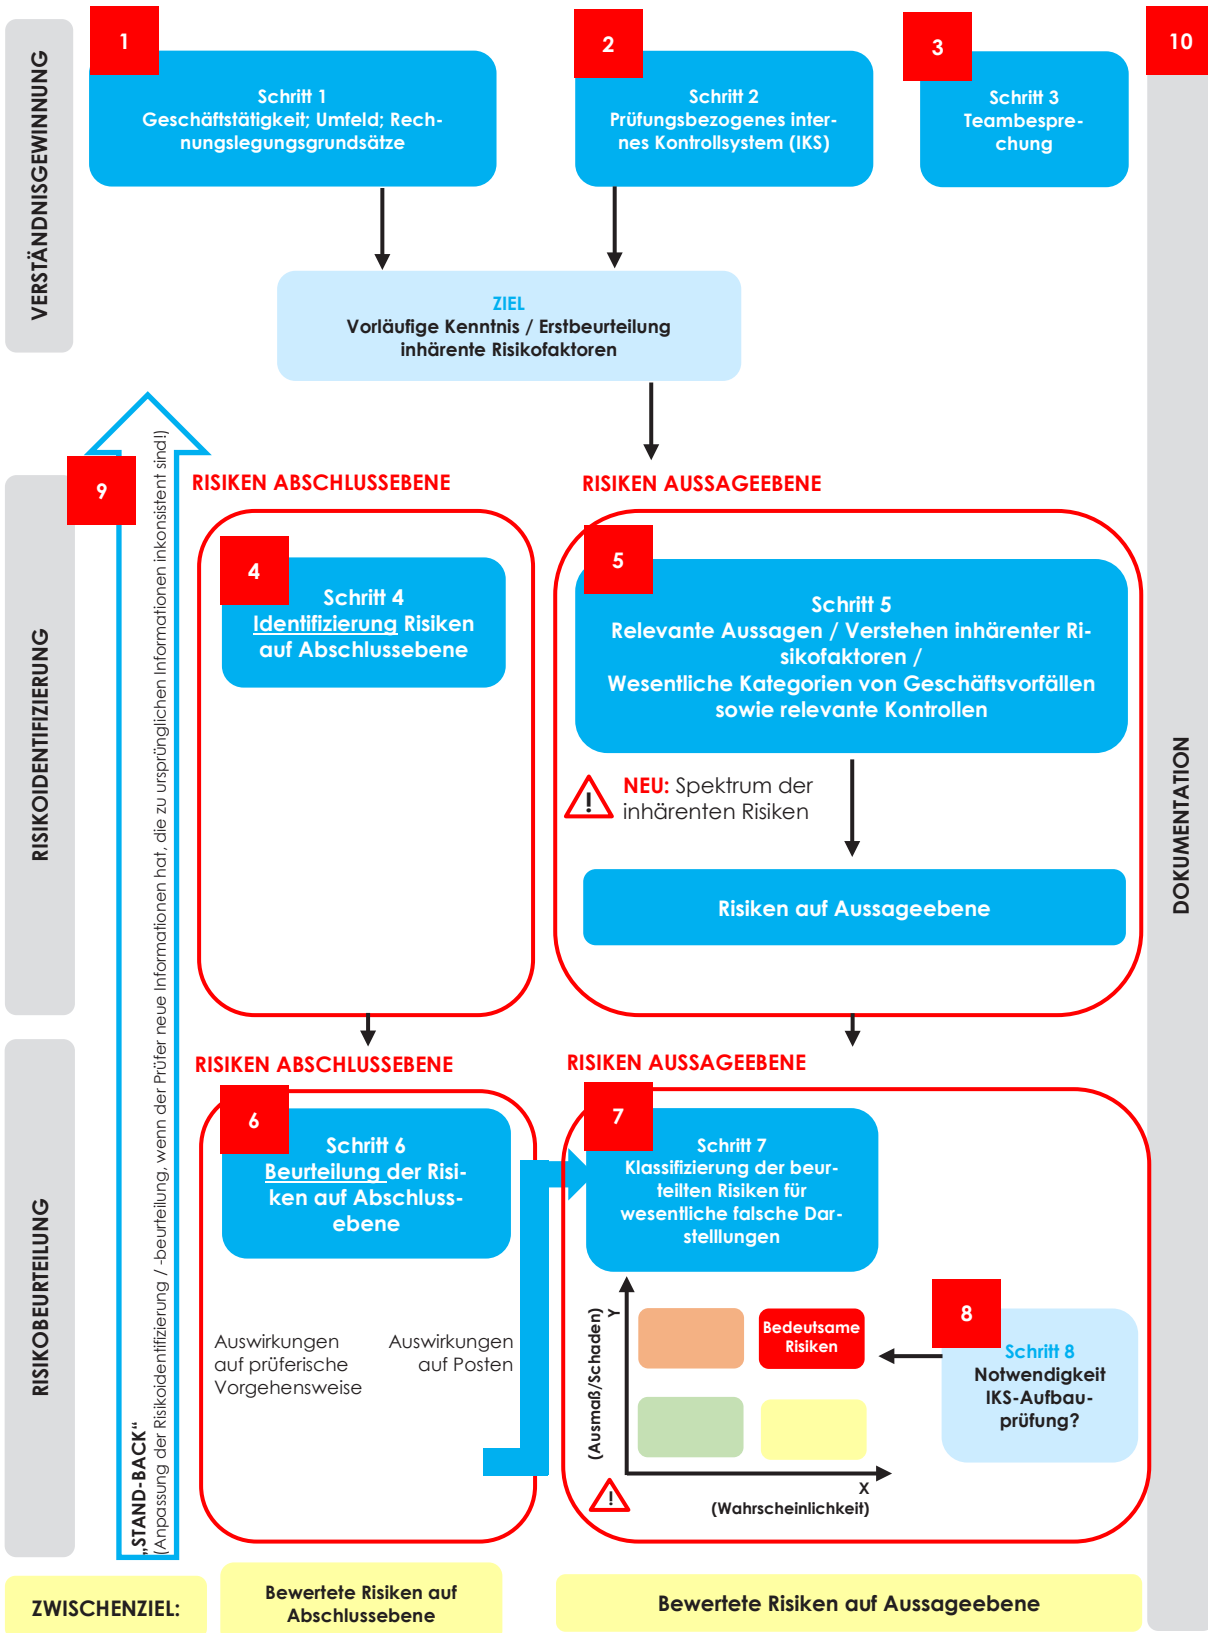 VERSTÄNDNISGEWINNUNG
1
Schritt 1
Geschäftstätigkeit; Umfeld; Rech-
nungslegungsgrundsätze
2
Schritt 2
Prüfungsbezogenes inter-
nes Kontrollsystem (IKS)
3
Schritt 3
Teambespre-
chung
10
DOKUMENTATION
ZIEL
Vorläufige Kenntnis / Erstbeurteilung
inhärente Risikofaktoren
9
„STAND-BACK“
(Anpassung der Risikoidentifizierung / -beurteilung, wenn der Prüfer neue Informationen hat, die zu ursprünglichen Informationen inkonsistent sind!)
RISIKOIDENTIFIZIERUNG
RISIKEN ABSCHLUSSEBENE
4
Schritt 4
Identifizierung Risiken
auf Abschlussebene
RISIKEN AUSSAGEEBENE
5
Schritt 5
Relevante Aussagen / Verstehen inhärenter Ri-
sikofaktoren /
Wesentliche Kategorien von Geschäftsvorfällen
sowie relevante Kontrollen
!
NEU: Spektrum der
inhärenten Risiken
Risiken auf Aussageebene
RISIKOBEURTEILUNG
RISIKEN ABSCHLUSSEBENE
6
Schritt 6
Beurteilung der Risi-
ken auf Abschluss-
ebene
Auswirkungen
auf prüferische
Vorgehensweise
Auswirkungen
auf Posten
RISIKEN AUSSAGEEBENE
7
Schritt 7
Klassifizierung der beur-
teilten Risiken für
wesentliche falsche Dar-
stelllungen
Y
(Ausmaß/Schaden)
Bedeutsame
Risiken
8
Schritt 8
Notwendigkeit
IKS-Aufbau-
prüfung?
!
X
(Wahrscheinlichkeit)
ZWISCHENZIEL:
Bewertete Risiken auf
Abschlussebene
Bewertete Risiken auf Aussageebene